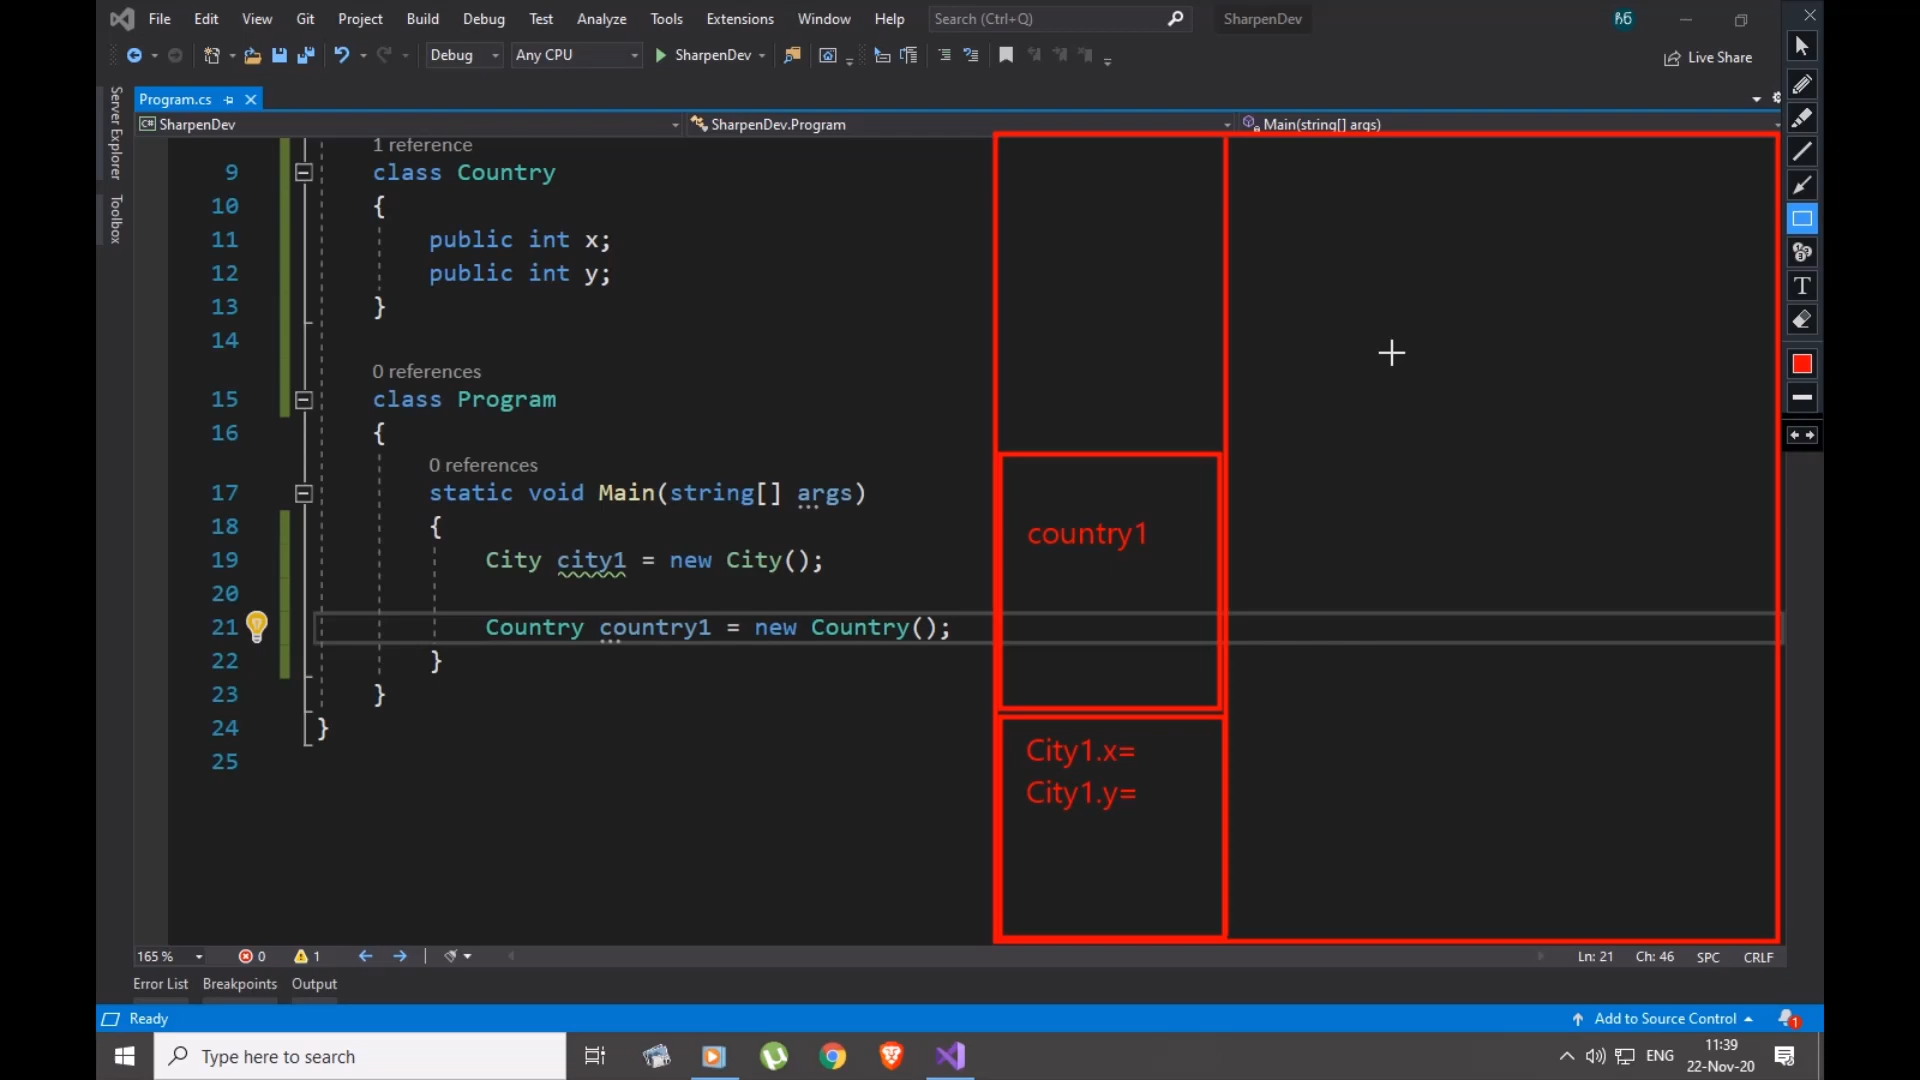 File Edit View Git Project Build Debug Test Analyze Tools Extensions Window Help Search (Ctrl+Q) SharpenDev
Debug Any CPU SharpenDev Live Share
Server Explorer
Toolbox
Program.cs
C# SharpenDev SharpenDev.Program Main(string[] args)
1 reference
9 class Country
10 {
11 public int x;
12 public int y;
13 }
14
0 references
15 class Program
16 {
0 references
17 static void Main(string[] args)
18 {
19 City city1 = new City();
20
21 Country country1 = new Country();
22 }
23 }
24 }
25
country1
City1.x=
City1.y=
T
165 % 0 1 Ln: 21 Ch: 46 SPC CRLF
Error List Breakpoints Output
Ready Add to Source Control 1
Type here to search ENG 11:39
22-Nov-20